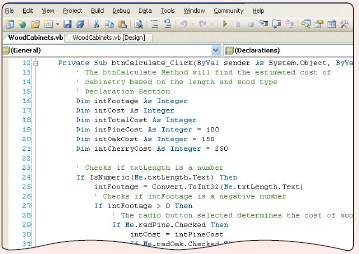 File Edit View Project Build Debug Data Tools Window Community Help
WoodCabinets.vb WoodCabinets.vb [Design]
(General) (Declarations)
12 Private Sub btnCalculate_Click(ByVal sender As System.Object, ByVa
13 ' The btnCalculate Method will find the estimated cost of
14 ' cabinetry based on the length and wood type
15 ' Declaration Section
16 Dim intFootage As Integer
17 Dim intCost As Integer
18 Dim intTotalCost As Integer
19 Dim intPineCost As Integer = 100
20 Dim intOakCost As Integer = 150
21 Dim intCherryCost As Integer = 250
22
23 ' Checks if txtLength is a number
24 If IsNumeric(Me.txtLength.Text) Then
25 intFootage = Convert.ToInt32(Me.txtLength.Text)
26 ' Checks if intFootage is a negative number
27 If intFootage > 0 Then
28 ' The radio button selected determines the cost of woo
29 If Me.radPine.Checked Then
30 intCost = intPineCost
31 If Me.radOak.Checked